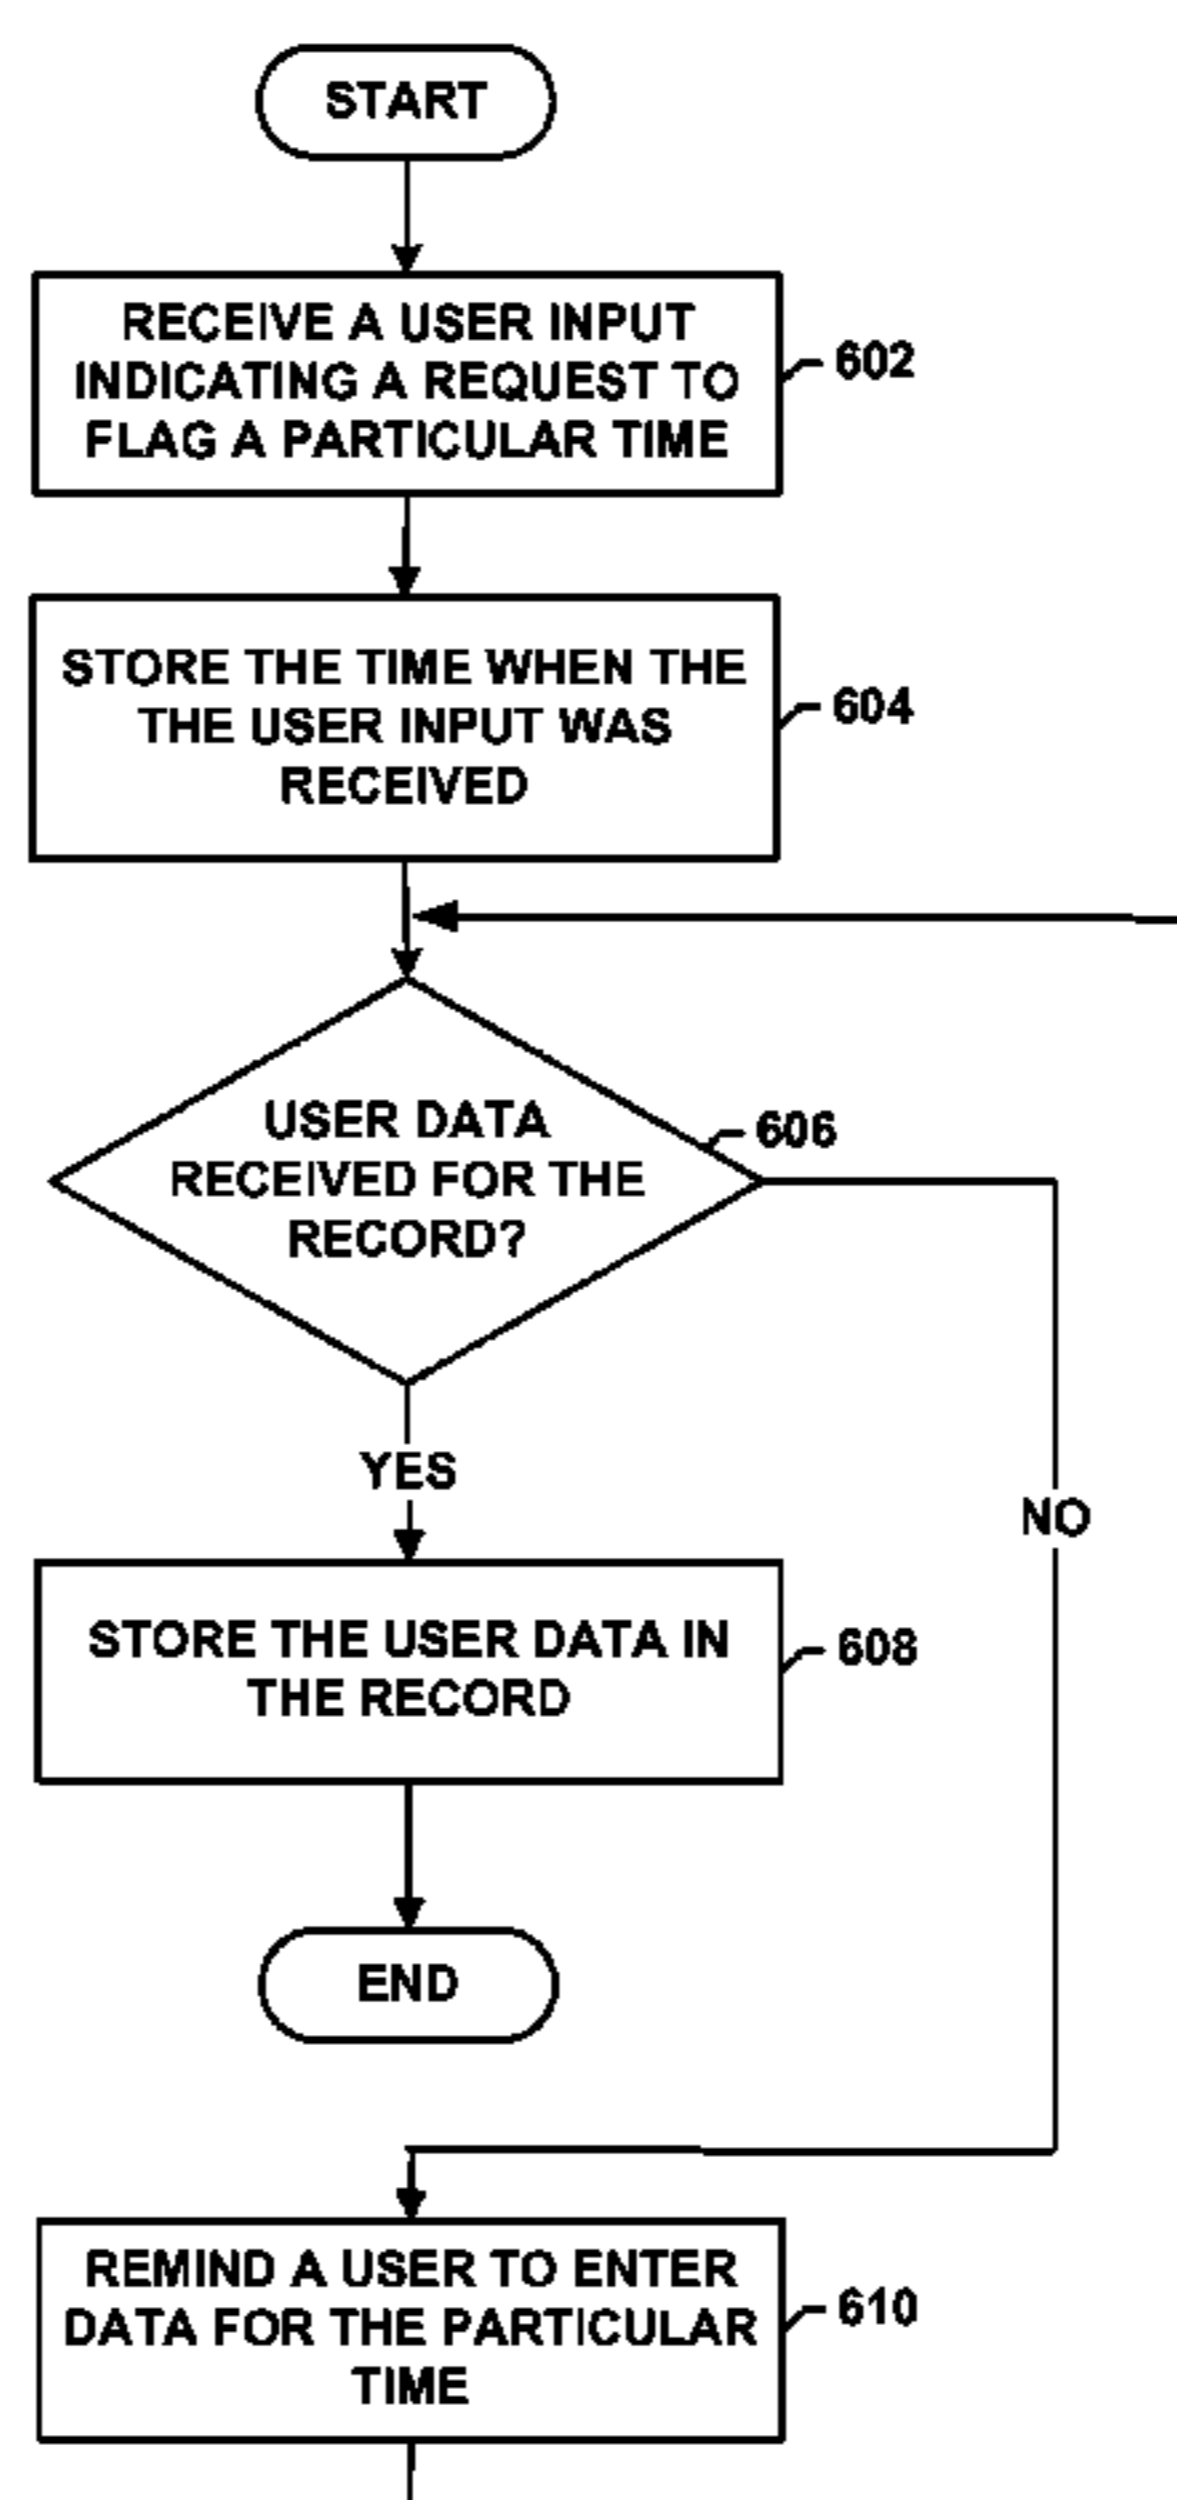 START
RECEIVE A USER INPUT
INDICATING A REQUEST TO
FLAG A PARTICULAR TIME
602
STORE THE TIME WHEN THE
THE USER INPUT WAS
RECEIVED
604
USER DATA
RECEIVED FOR THE
RECORD?
606
YES
NO
STORE THE USER DATA IN
THE RECORD
608
END
REMIND A USER TO ENTER
DATA FOR THE PARTICULAR
TIME
610